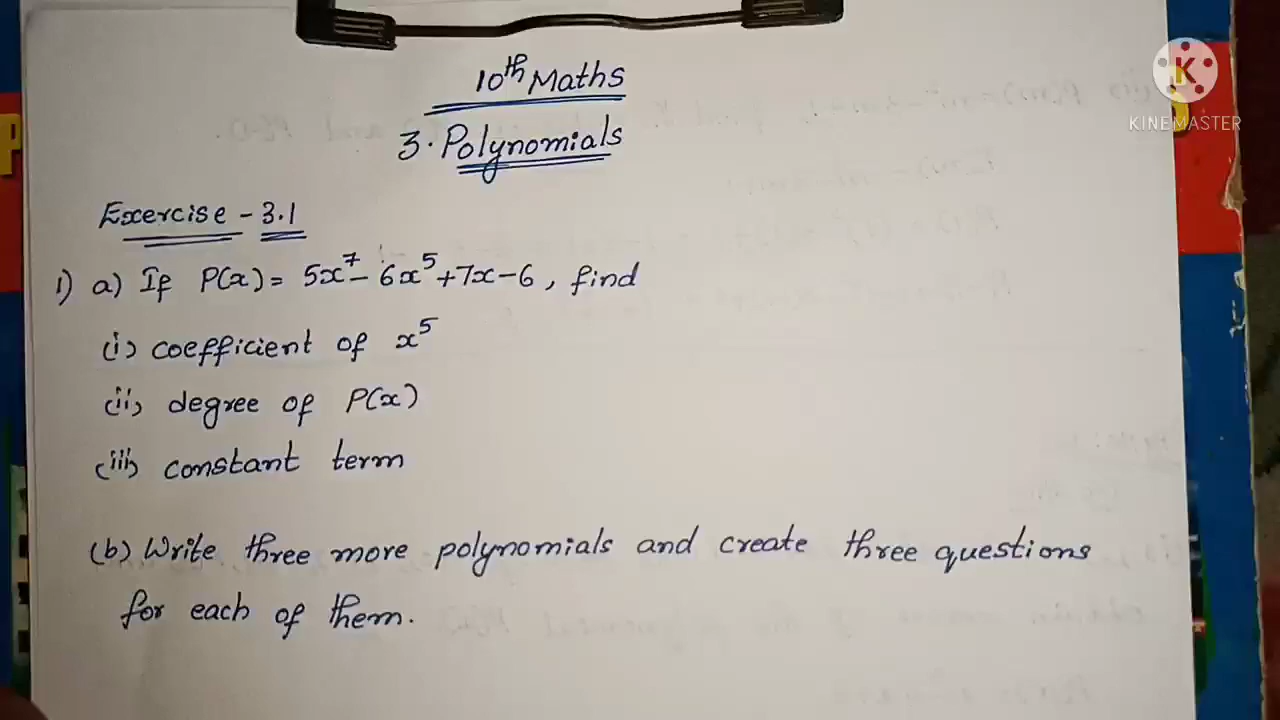 10th Maths
3. Polynomials
Exercise - 3.1
1) a) If P(x) = 5x⁷ - 6x⁵ + 7x - 6, find
(i) coefficient of x⁵
(ii) degree of P(x)
(iii) constant term
(b) Write three more polynomials and create three questions
for each of them.
K
KINEMASTER